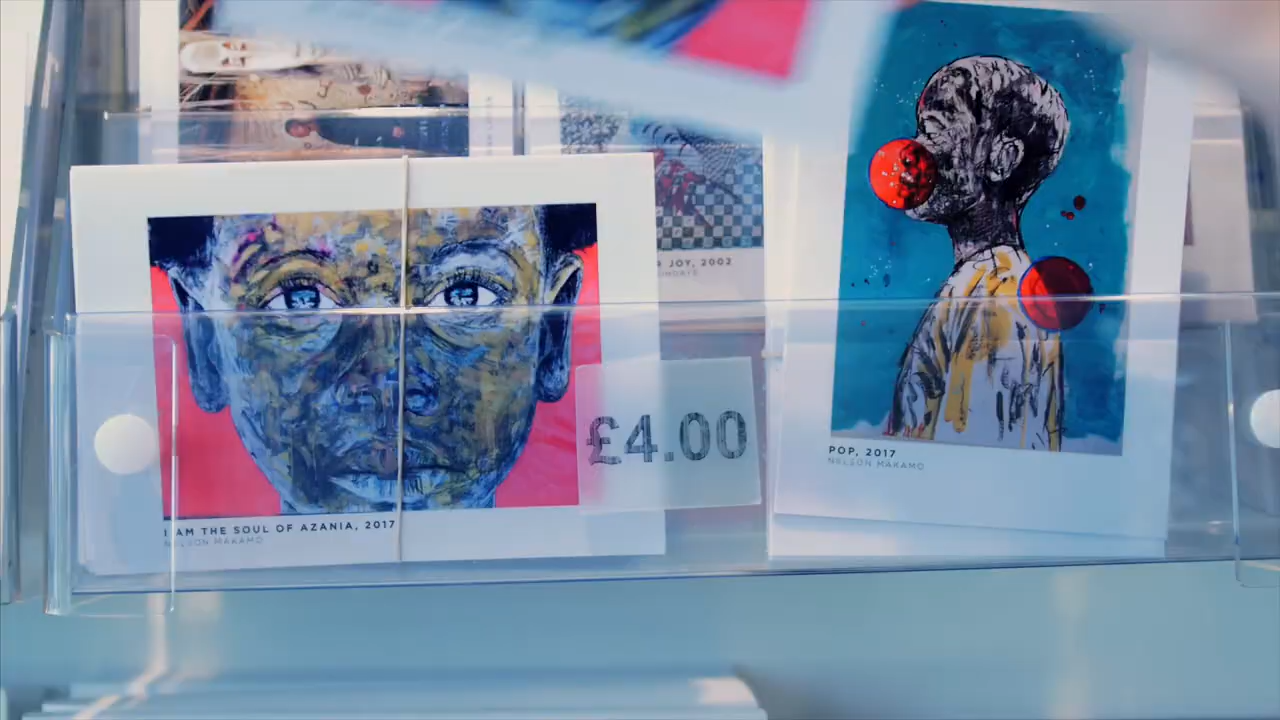 JOY, 2002
£4.00
POP, 2017
NELSON MAKAMO
I AM THE SOUL OF AZANIA, 2017
NELSON MAKAMO